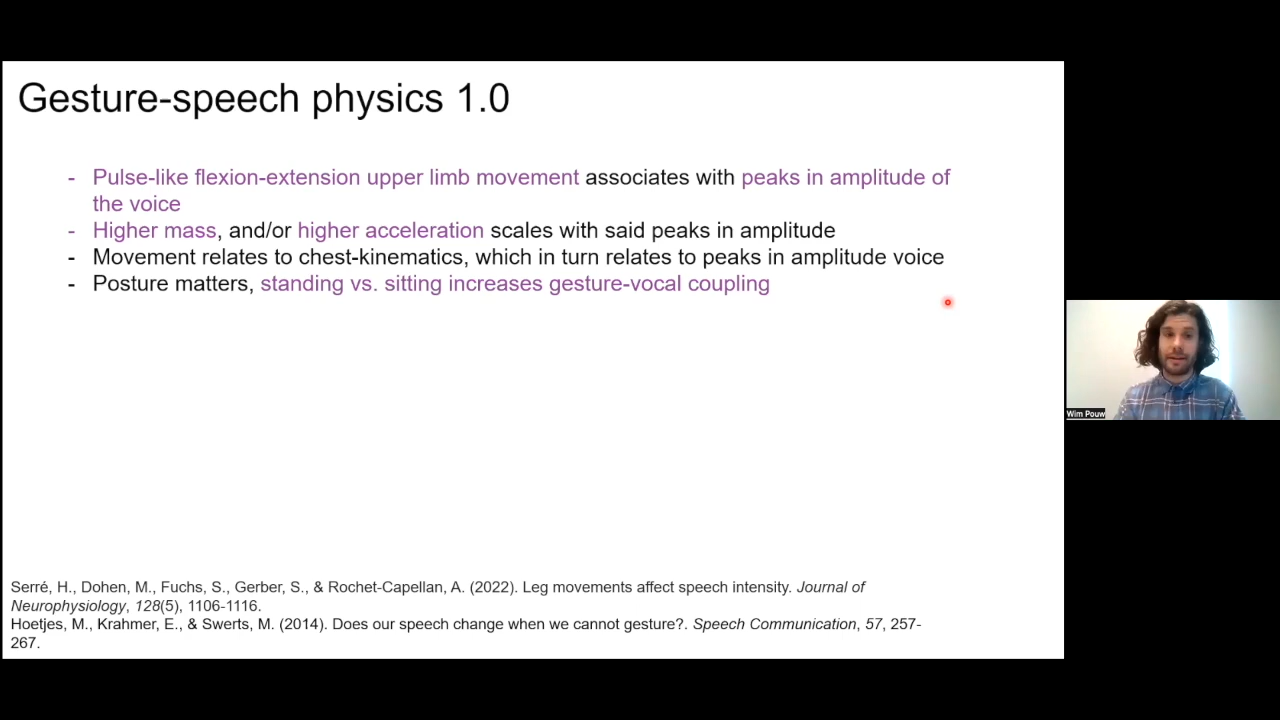 Gesture-speech physics 1.0
- Pulse-like flexion-extension upper limb movement associates with peaks in amplitude of
the voice
- Higher mass, and/or higher acceleration scales with said peaks in amplitude
- Movement relates to chest-kinematics, which in turn relates to peaks in amplitude voice
- Posture matters, standing vs. sitting increases gesture-vocal coupling
Wim Pouw
Serré, H., Dohen, M., Fuchs, S., Gerber, S., & Rochet-Capellan, A. (2022). Leg movements affect speech intensity. Journal of
Neurophysiology, 128(5), 1106-1116.
Hoetjes, M., Krahmer, E., & Swerts, M. (2014). Does our speech change when we cannot gesture?. Speech Communication, 57, 257-
267.